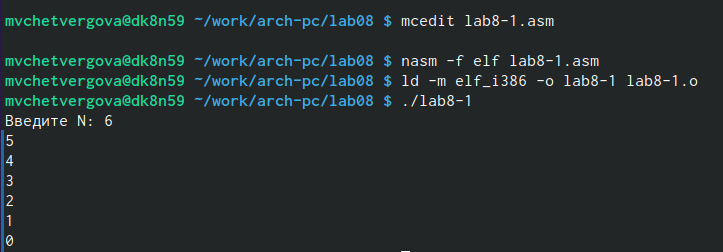 mvchetvergova@dk8n59 ~/work/arch-pc/lab08 $ mcedit lab8-1.asm
mvchetvergova@dk8n59 ~/work/arch-pc/lab08 $ nasm -f elf lab8-1.asm
mvchetvergova@dk8n59 ~/work/arch-pc/lab08 $ ld -m elf_i386 -o lab8-1 lab8-1.o
mvchetvergova@dk8n59 ~/work/arch-pc/lab08 $ ./lab8-1
Введите N: 6
5
4
3
2
1
0